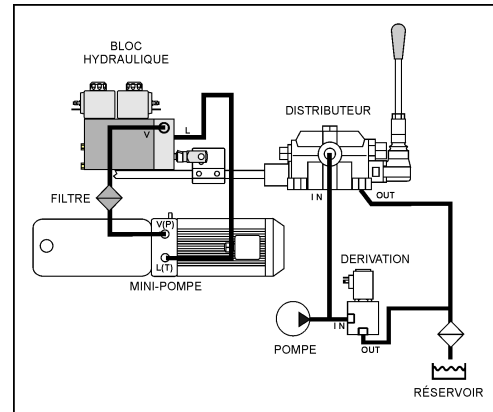 BLOC
HYDRAULIQUE
DISTRIBUTEUR
V
L
IN
OUT
FILTRE
V(P)
L(T)
MINI-POMPE
DERIVATION
IN
OUT
POMPE
RÉSERVOIR